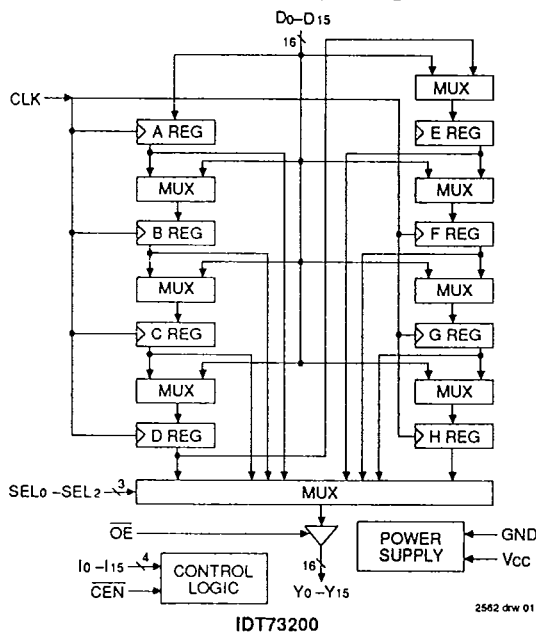 D0–D15
16
MUX
CLK
A REG
E REG
MUX
MUX
B REG
F REG
MUX
MUX
C REG
G REG
MUX
MUX
D REG
H REG
SEL0 –SEL2
3
MUX
OE
POWER SUPPLY
GND
VCC
I0 –I15
4
CONTROL LOGIC
CEN
16
Y0 –Y15
2562 drw 01
IDT73200